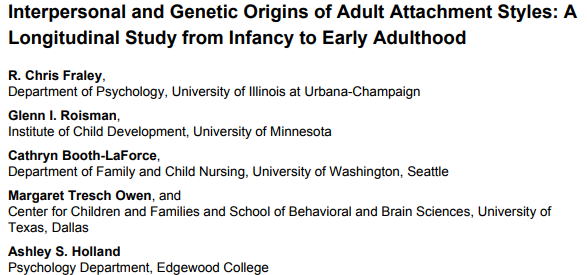 Interpersonal and Genetic Origins of Adult Attachment Styles: A
Longitudinal Study from Infancy to Early Adulthood
R. Chris Fraley,
Department of Psychology, University of Illinois at Urbana-Champaign
Glenn I. Roisman,
Institute of Child Development, University of Minnesota
Cathryn Booth-LaForce,
Department of Family and Child Nursing, University of Washington, Seattle
Margaret Tresch Owen, and
Center for Children and Families and School of Behavioral and Brain Sciences, University of
Texas, Dallas
Ashley S. Holland
Psychology Department, Edgewood College